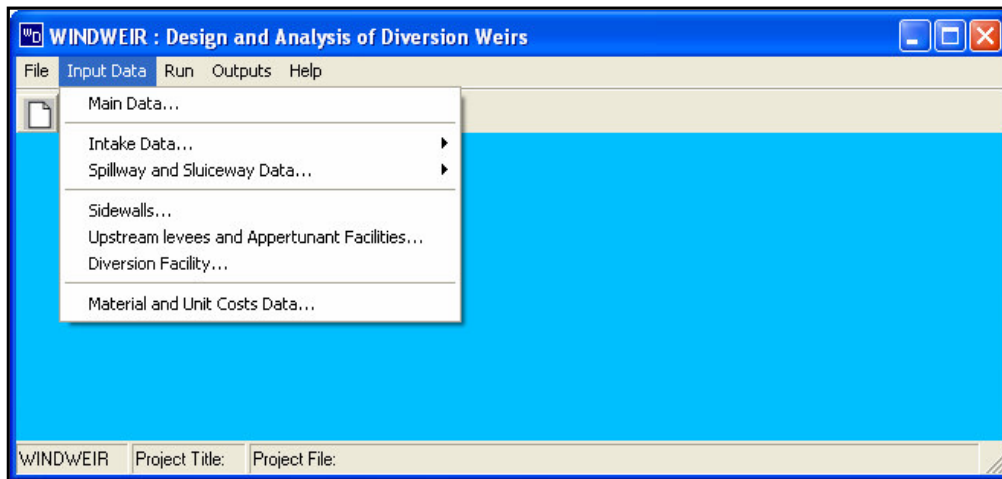 WD WINDWEIR : Design and Analysis of Diversion Weirs
File Input Data Run Outputs Help
Main Data...
Intake Data...
Spillway and Sluiceway Data...
Sidewalls...
Upstream levees and Appertunant Facilities...
Diversion Facility...
Material and Unit Costs Data...
WINDWEIR Project Title: Project File: